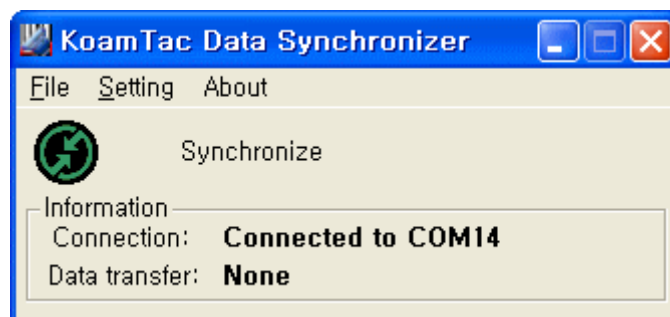 KoamTac Data Synchronizer
File Setting About
Synchronize
Information
Connection: Connected to COM14
Data transfer: None